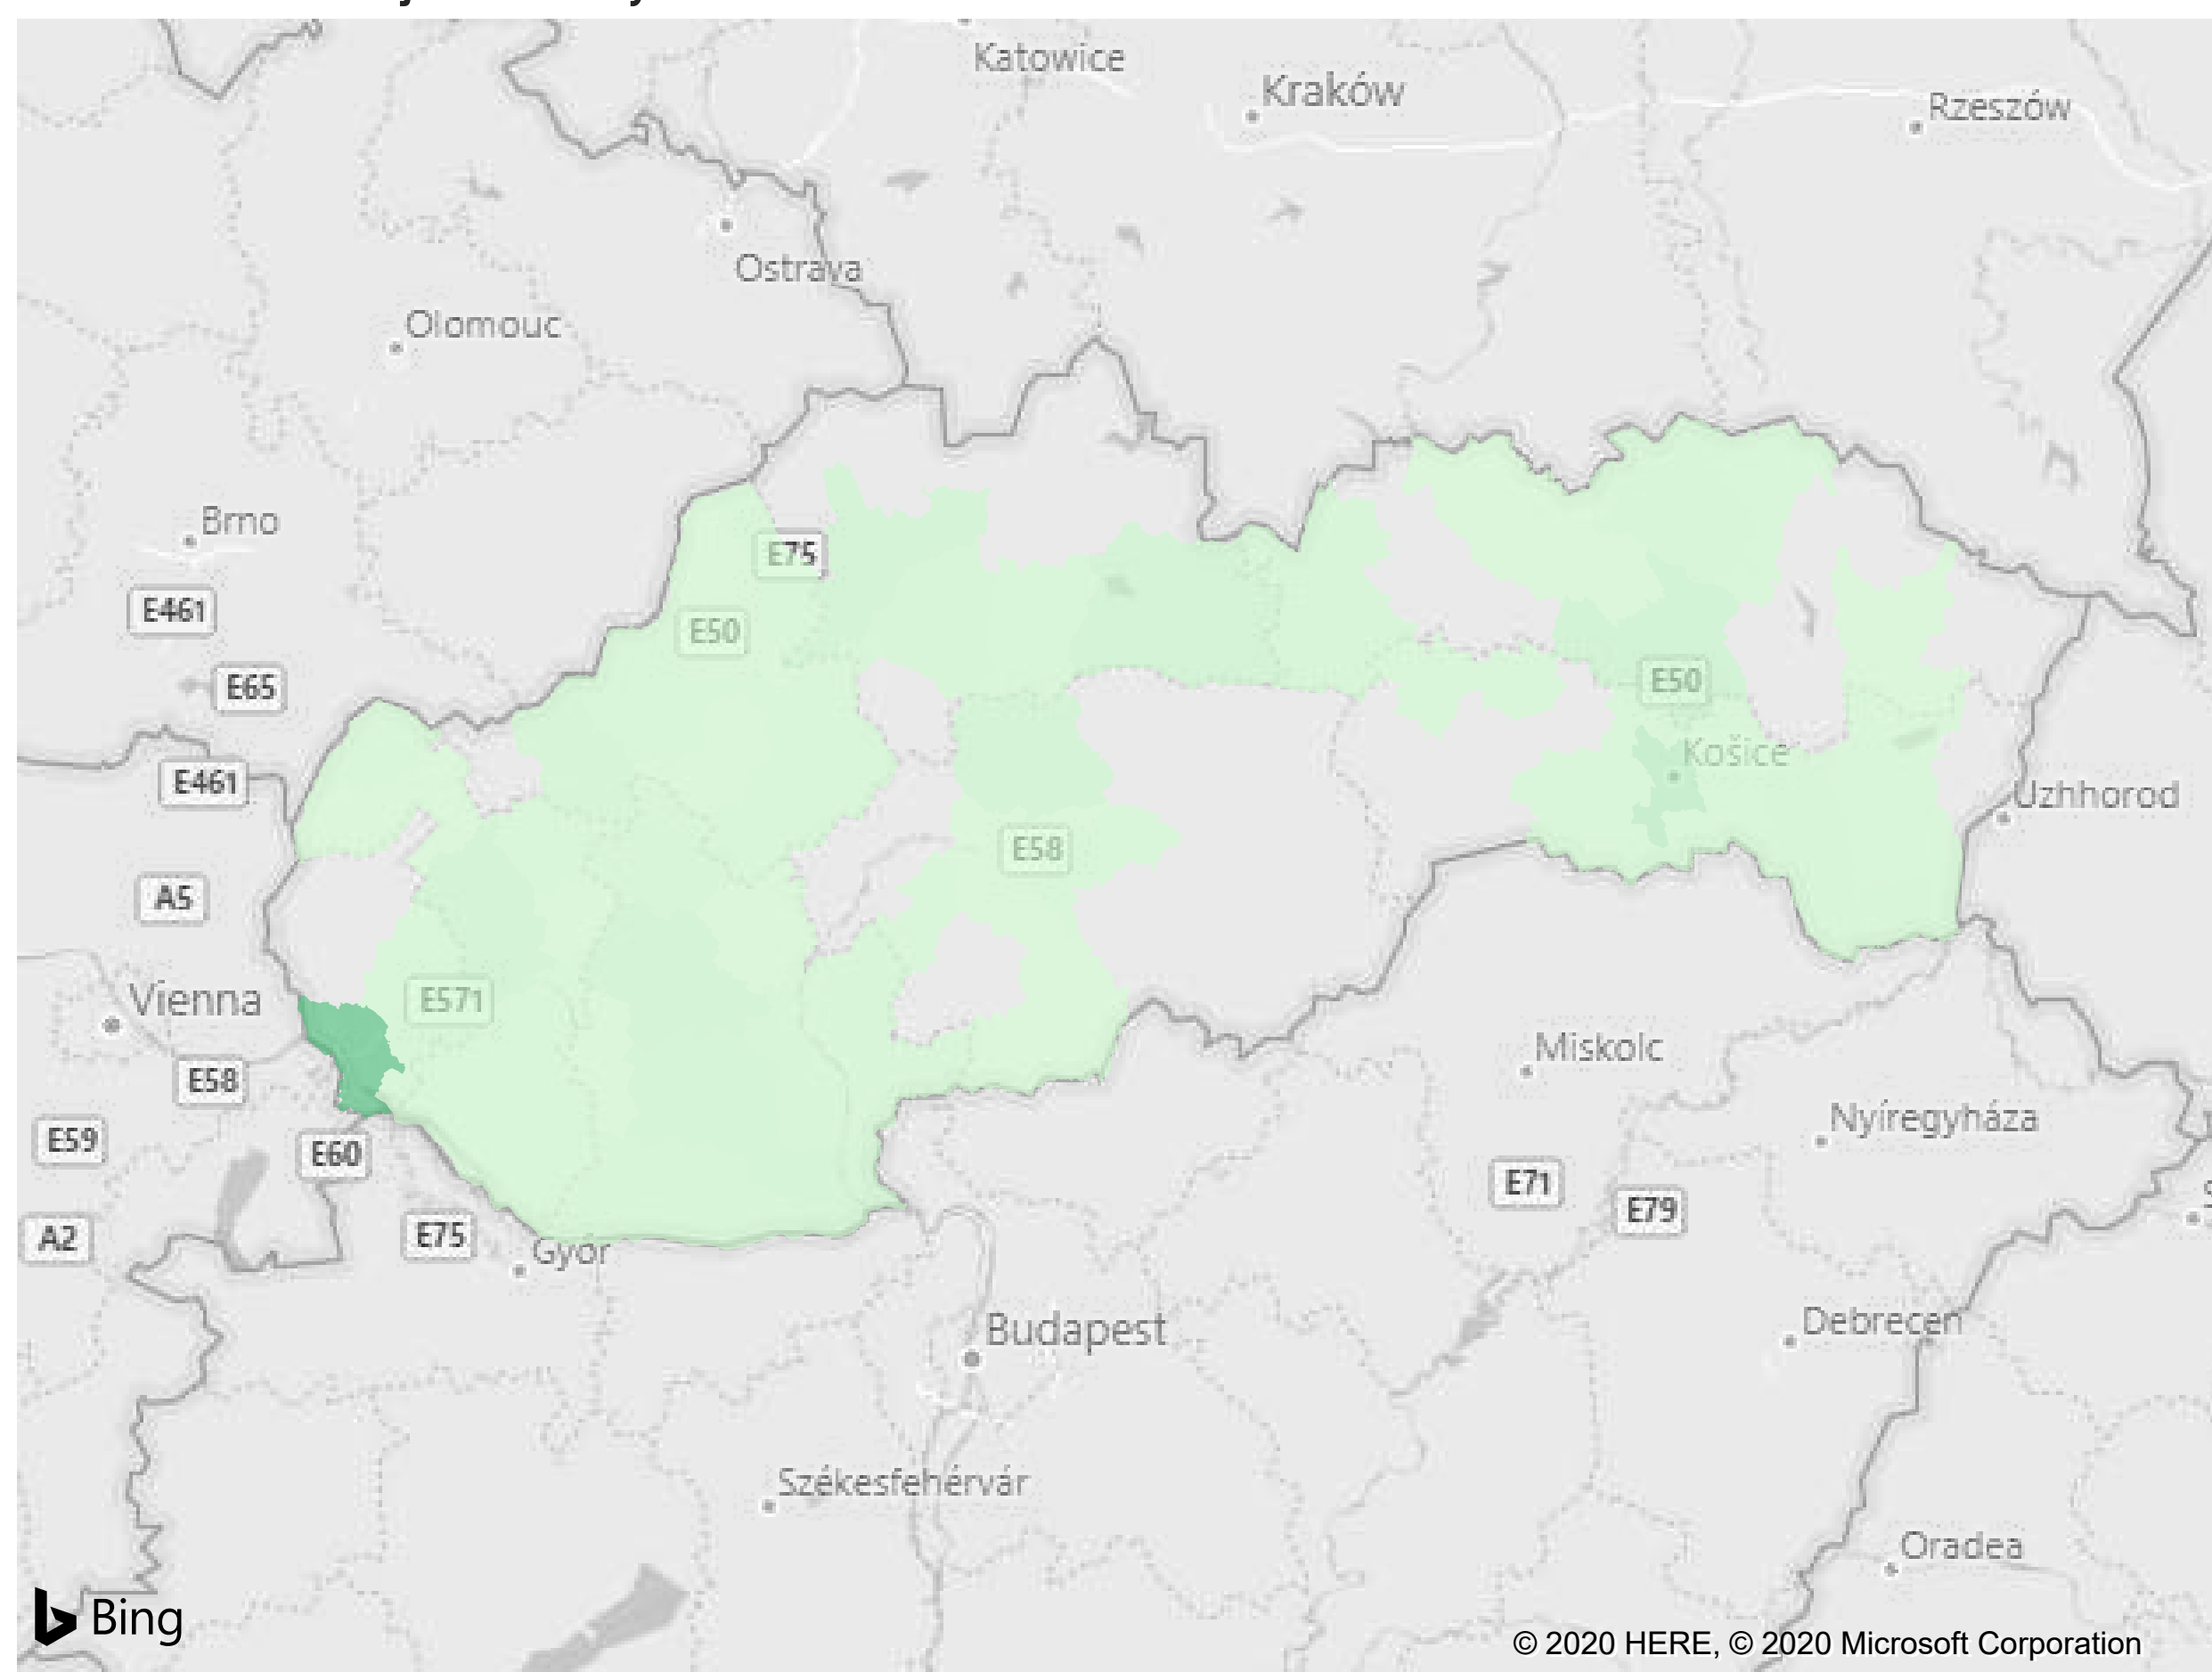 Katowice
Kraków
Rzeszów
Ostrava
Olomouc
Brno
E75
E461
E50
E65
E50
Košice
E461
Uzhhorod
E58
A5
Vienna
E571
Miskolc
E58
Nyíregyháza
E59
E60
E71
E79
A2
E75
Győr
Debrecen
Budapest
Székesfehérvár
Oradea
Bing
© 2020 HERE, © 2020 Microsoft Corporation